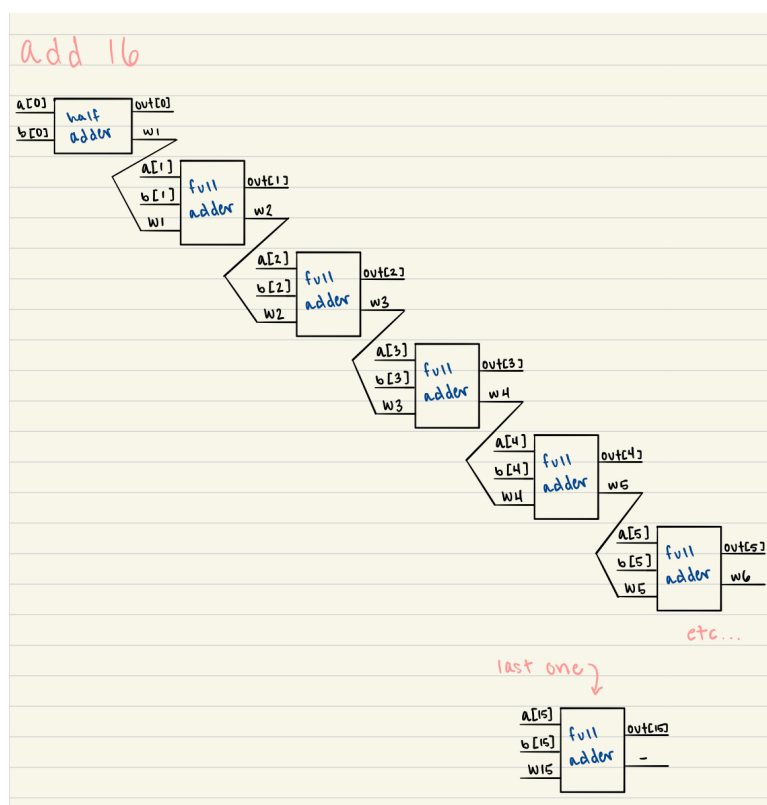 add 16
a[0]
out[0]
half
b[0]
adder
w1
a[1]
full
out[1]
b[1]
adder
w2
w1
a[2]
full
out[2]
b[2]
adder
w3
w2
a[3]
full
out[3]
b[3]
adder
w4
w3
a[4]
full
out[4]
b[4]
adder
w5
w4
a[5]
full
out[5]
b[5]
adder
w6
w5
etc...
last one
a[15]
full
out[15]
b[15]
adder
-
w15